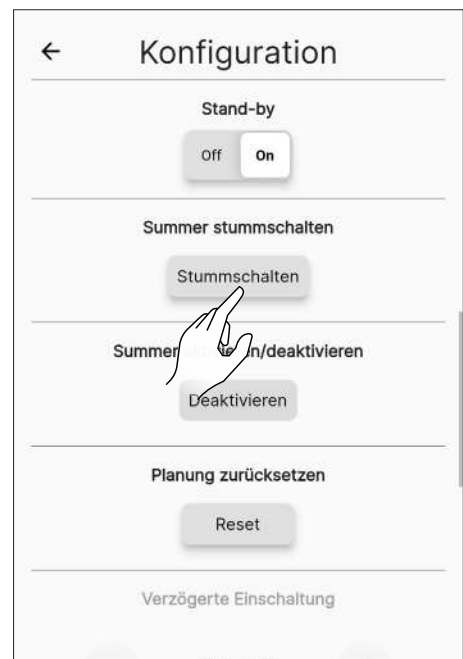 Konfiguration
Stand-by
Off On
Summer stummschalten
Stummschalten
Summer /deaktivieren
Deaktivieren
Planung zurücksetzen
Reset
Verzögerte Einschaltung